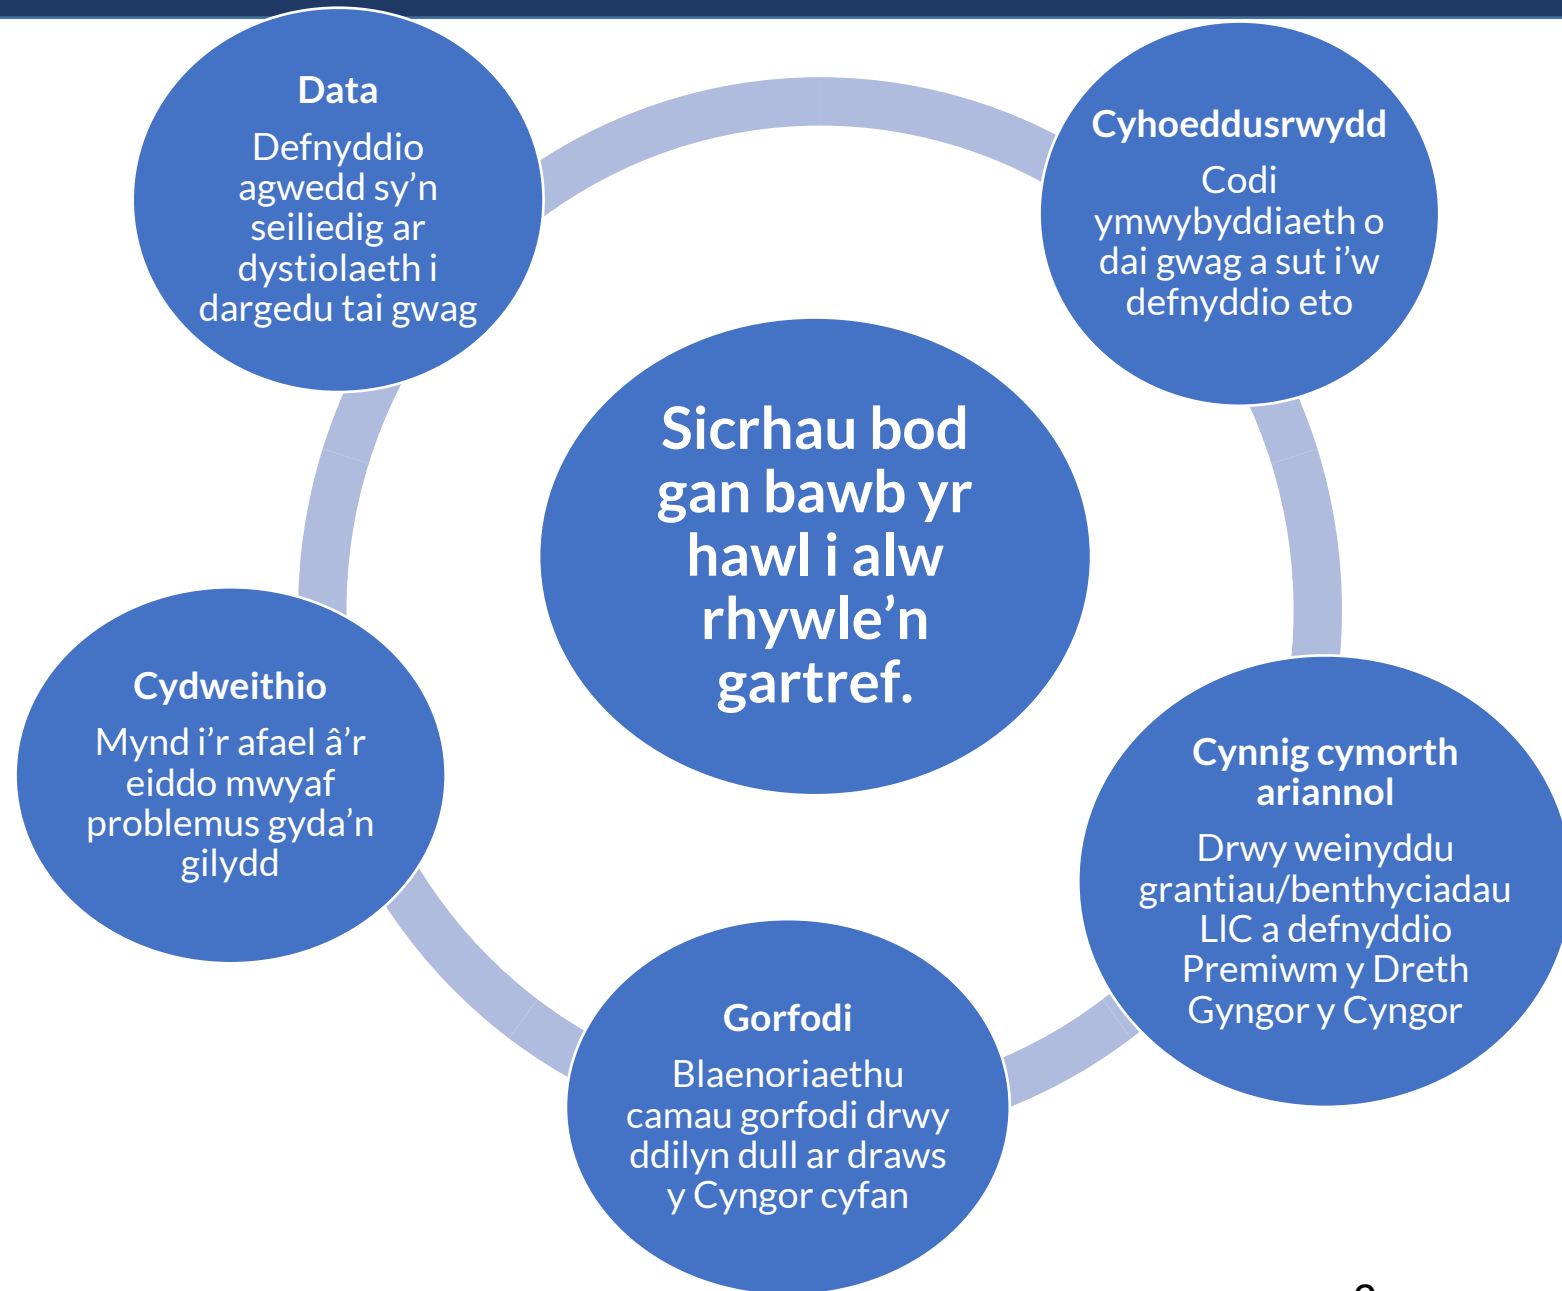 Data
Defnyddio
agwedd sy’n
seiliedig ar
dystiolaeth i
dargedu tai gwag
Cyhoeddusrwydd
Codi
ymwybyddiaeth o
dai gwag a sut i’w
defnyddio eto
Sicrhau bod
gan bawb yr
hawl i alw
rhywle’n
gartref.
Cydweithio
Mynd i’r afael â’r
eiddo mwyaf
problemus gyda’n
gilydd
Cynnig cymorth
ariannol
Drwy weinyddu
grantiau/benthyciadau
LlC a defnyddio
Premiwm y Dreth
Gyngor y Cyngor
Gorfodi
Blaenoriaethu
camau gorfodi drwy
ddilyn dull ar draws
y Cyngor cyfan